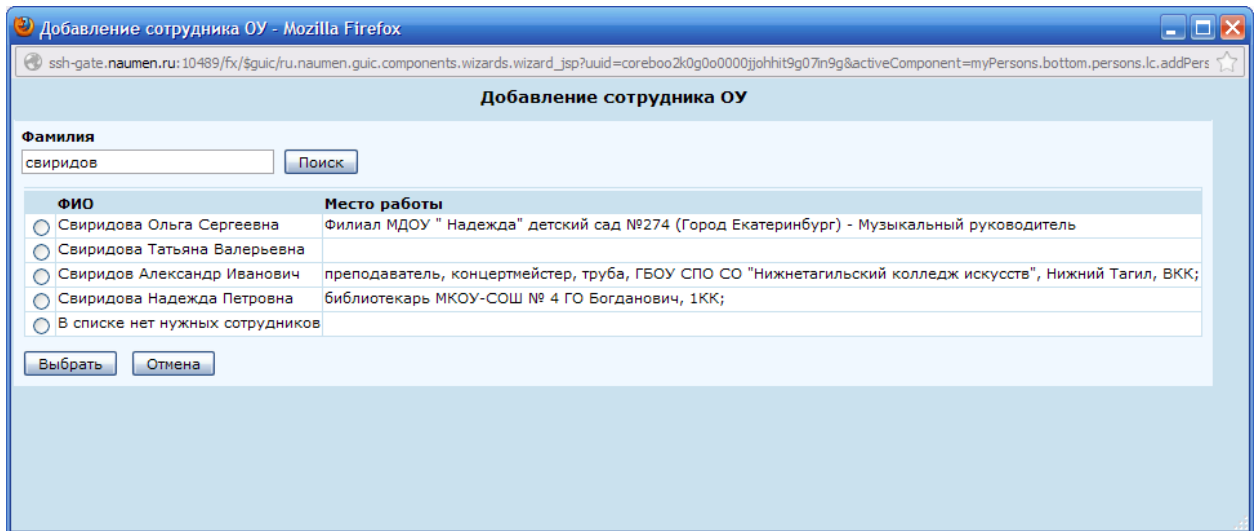 Добавление сотрудника ОУ - Mozilla Firefox
ssh-gate.naumen.ru:10489/fx/$guic/ru.naumen.guic.components.wizards.wizard_jsp?uuid=coreboo2k0g0o0000jjohhit9g07in9g&activeComponent=myPersons.bottom.persons.lc.addPers
Добавление сотрудника ОУ
Фамилия
свиридов Поиск
ФИО Место работы
Свиридова Ольга Сергеевна Филиал МДОУ " Надежда" детский сад №274 (Город Екатеринбург) - Музыкальный руководитель
Свиридова Татьяна Валерьевна
Свиридов Александр Иванович преподаватель, концертмейстер, труба, ГБОУ СПО СО "Нижнетагильский колледж искусств", Нижний Тагил, ВКК;
Свиридова Надежда Петровна библиотекарь МКОУ-СОШ № 4 ГО Богданович, 1КК;
В списке нет нужных сотрудников
Выбрать Отмена